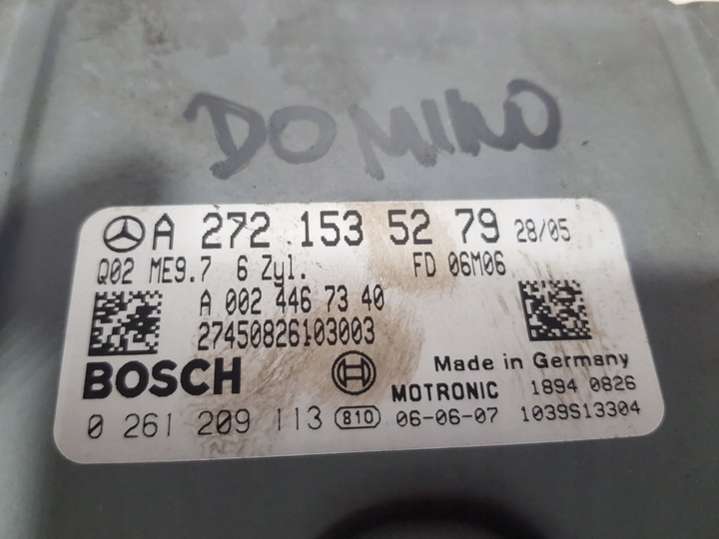 DOMINO
A 272 153 52 79 28/05
Q02 ME9.7 6 Zyl. FD 06M06
A 002 446 73 40
27450826103003
BOSCH
Made in Germany
MOTRONIC 1894 0826
0 261 209 113 810 06-06-07 1039S13304